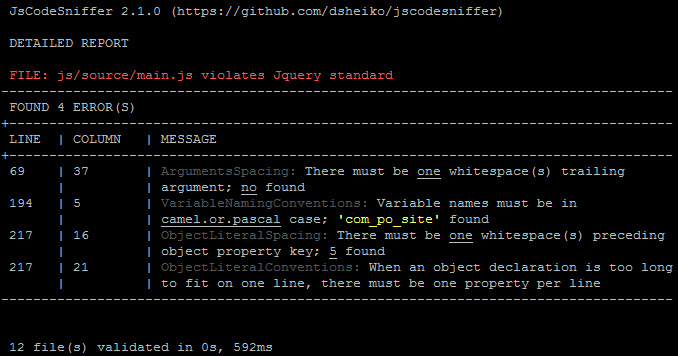 JsCodeSniffer 2.1.0 (https://github.com/dsheiko/jscodesniffer)
DETAILED REPORT
FILE: js/source/main.js violates Jquery standard
FOUND 4 ERROR(S)
LINE | COLUMN | MESSAGE
69 | 37 | ArgumentsSpacing: There must be one whitespace(s) trailing
| | argument; no found
194 | 5 | VariableNamingConventions: Variable names must be in
| | camel.or.pascal case; 'com_po_site' found
217 | 16 | ObjectLiteralSpacing: There must be one whitespace(s) preceding
| | object property key; 5 found
217 | 21 | ObjectLiteralConventions: When an object declaration is too long
| | to fit on one line, there must be one property per line
12 file(s) validated in 0s, 592ms